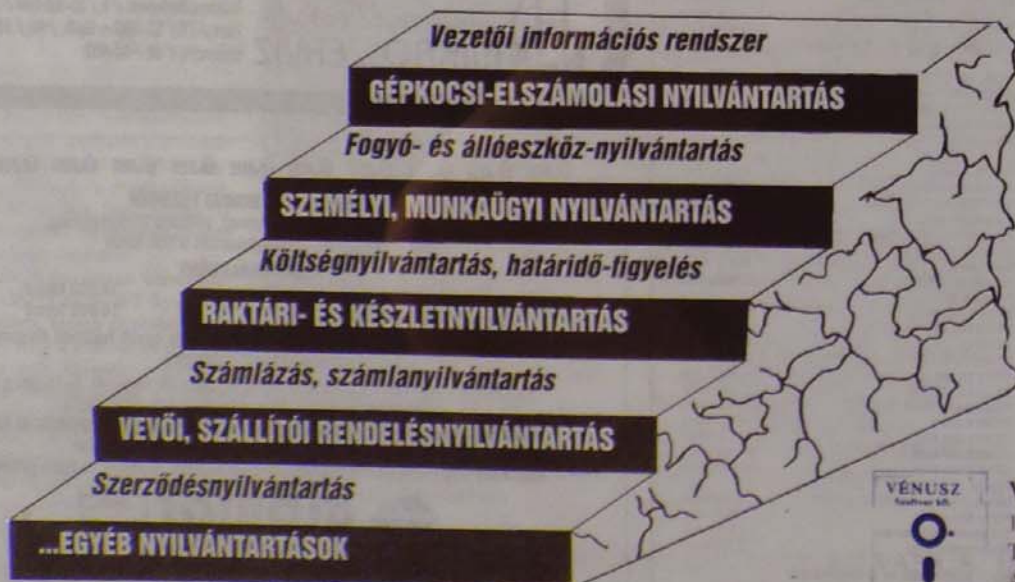 Vezetői információs rendszer
GÉPKOCSI-ELSZÁMOLÁSI NYILVÁNTARTÁS
Fogyó- és állóeszköz-nyilvántartás
SZEMÉLYI, MUNKAÜGYI NYILVÁNTARTÁS
Költségnyilvántartás, határidő-figyelés
RAKTÁRI- ÉS KÉSZLETNYILVÁNTARTÁS
Számlázás, számlanyilvántartás
VEVŐI, SZÁLLÍTÓI RENDELÉSNYILVÁNTARTÁS
Szerződésnyilvántartás
...EGYÉB NYILVÁNTARTÁSOK
VÉNUSZ